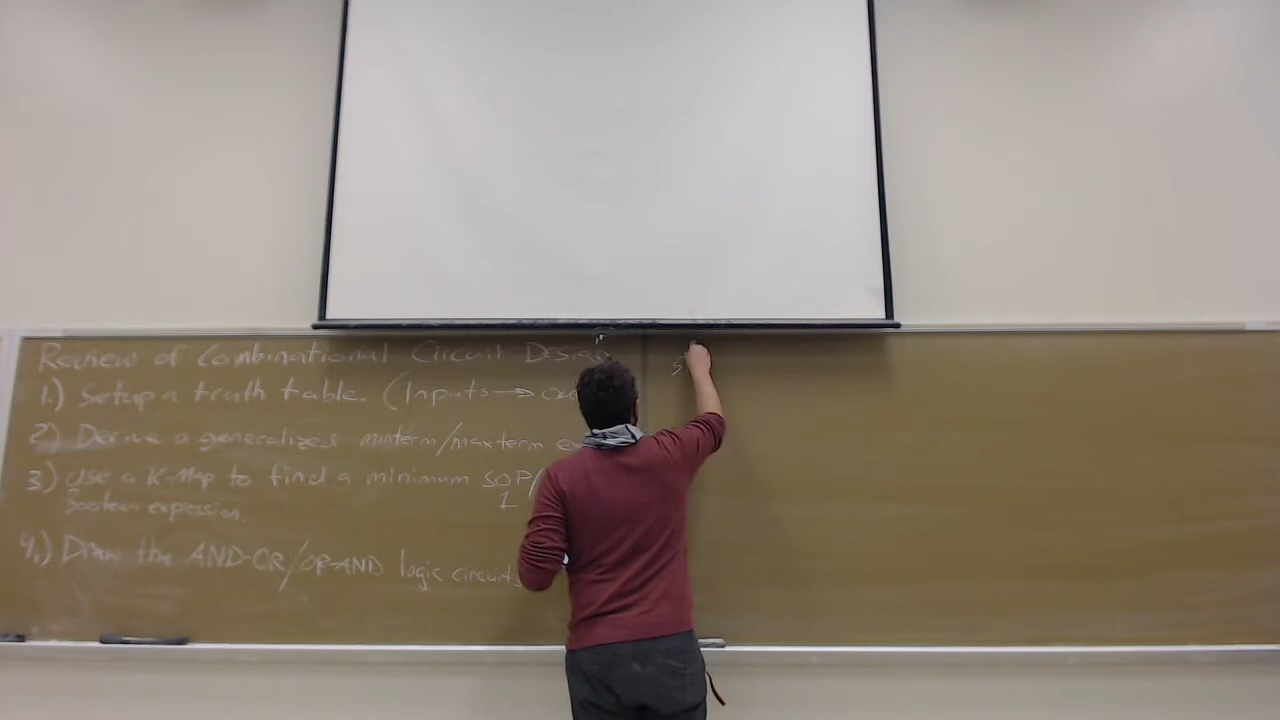 Review of Combinational Circuit Design
1.) Setup a truth table. (Inputs →
2) Derive a generalized minterm/maxterm
3.) Use a K-Map to find a minimum SOP/
1
Boolean expression
4.) Draw the AND-OR/OR-AND logic circuit